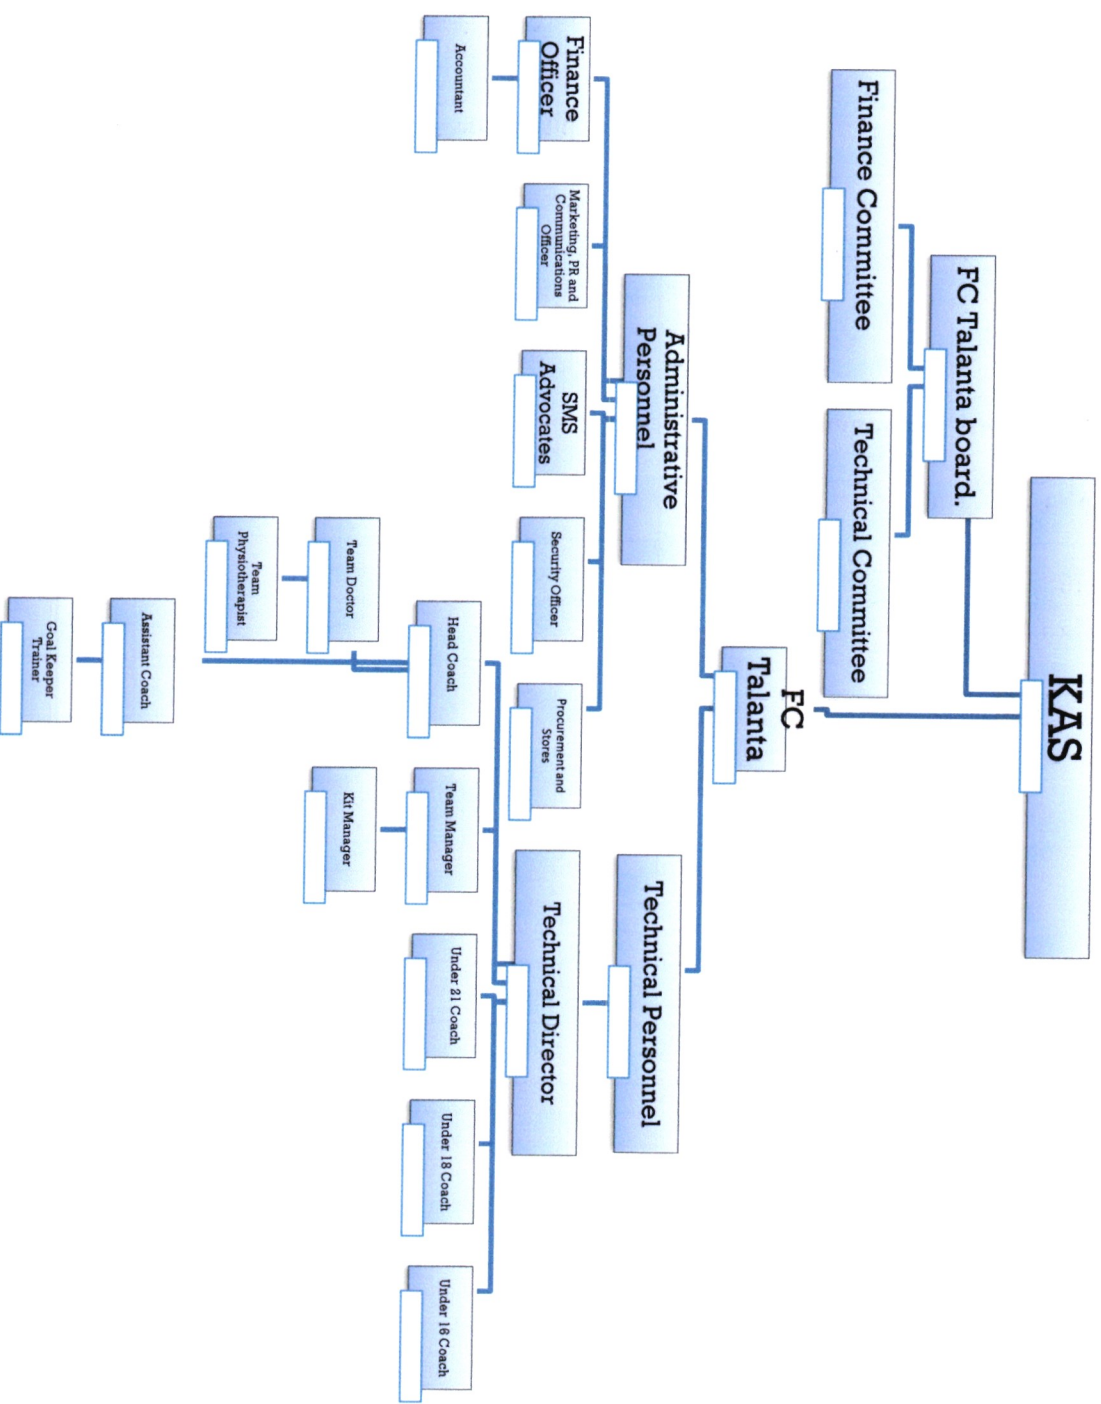 KAS
FC Talanta board.
Finance Committee
Technical Committee
FC
Talanta
Administrative
Personnel
Technical Personnel
Finance
Officer
Marketing, PR and
Communications
Officer
SMS
Advocates
Security Officer
Procurement and
Stores
Technical Director
Accountant
Head Coach
Team Manager
Under 21 Coach
Under 18 Coach
Under 16 Coach
Team Doctor
Kit Manager
Team
Physiotherapist
Assistant Coach
Goal Keeper
Trainer